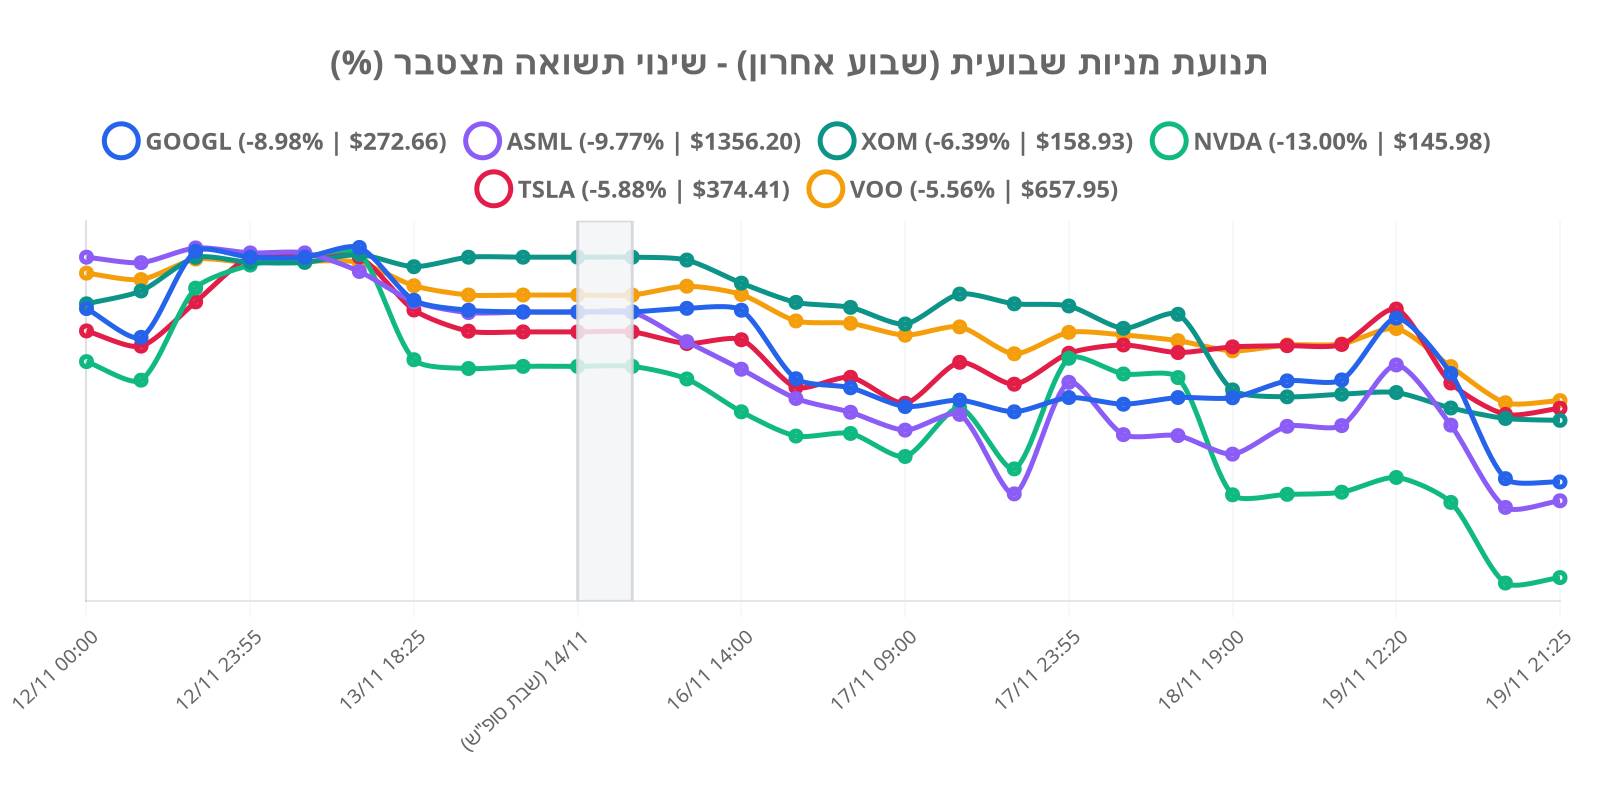 תנועת מניות שבועית (שבוע אחרון) - שינוי תשואה מצטבר (%)
GOOGL (-8.98% | $272.66) ASML (-9.77% | $1356.20) XOM (-6.39% | $158.93) NVDA (-13.00% | $145.98)
TSLA (-5.88% | $374.41) VOO (-5.56% | $657.95)
12/11 00:00
12/11 23:55
13/11 18:25
14/11 (שבת סופ"ש)
16/11 14:00
17/11 09:00
17/11 23:55
18/11 19:00
19/11 12:20
19/11 21:25